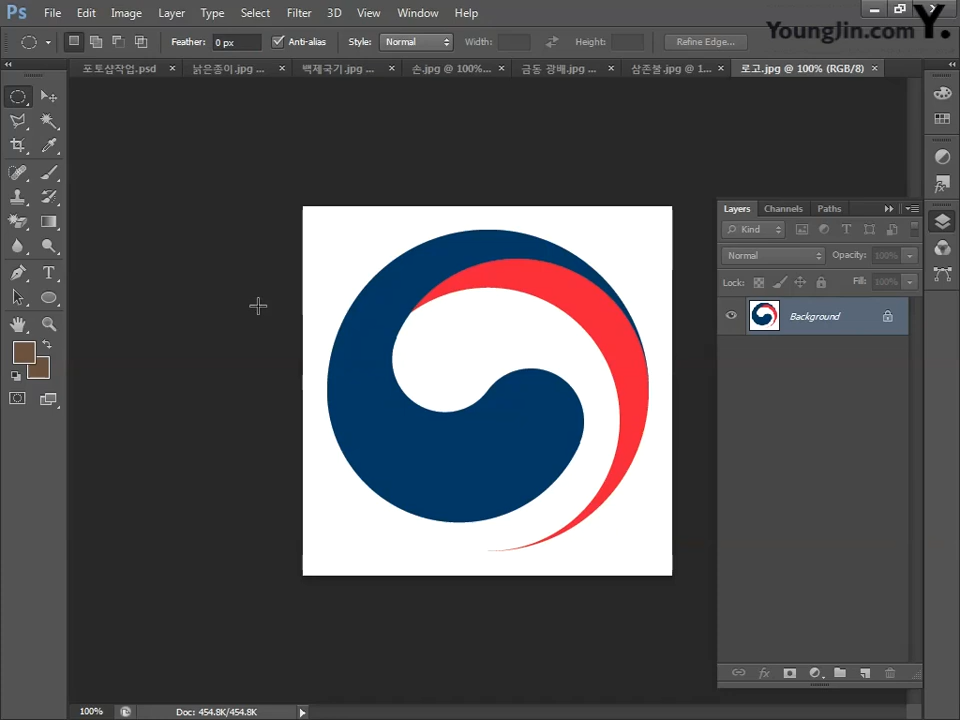 Ps File Edit Image Layer Type Select Filter 3D View Window Help
YoungJin.com Y.
Feather: 0 px Anti-alias Style: Normal Width: Height: Refine Edge...
포토샵작업.psd 낡은종이.jpg ... 백제국기.jpg ... 손.jpg @ 100%... 금동 광배.jpg ... 삼존불.jpg @ 1... 로고.jpg @ 100% (RGB/8)
Layers Channels Paths
Kind
Normal Opacity: 100%
Lock: Fill: 100%
Background
100% Doc: 454.8K/454.8K